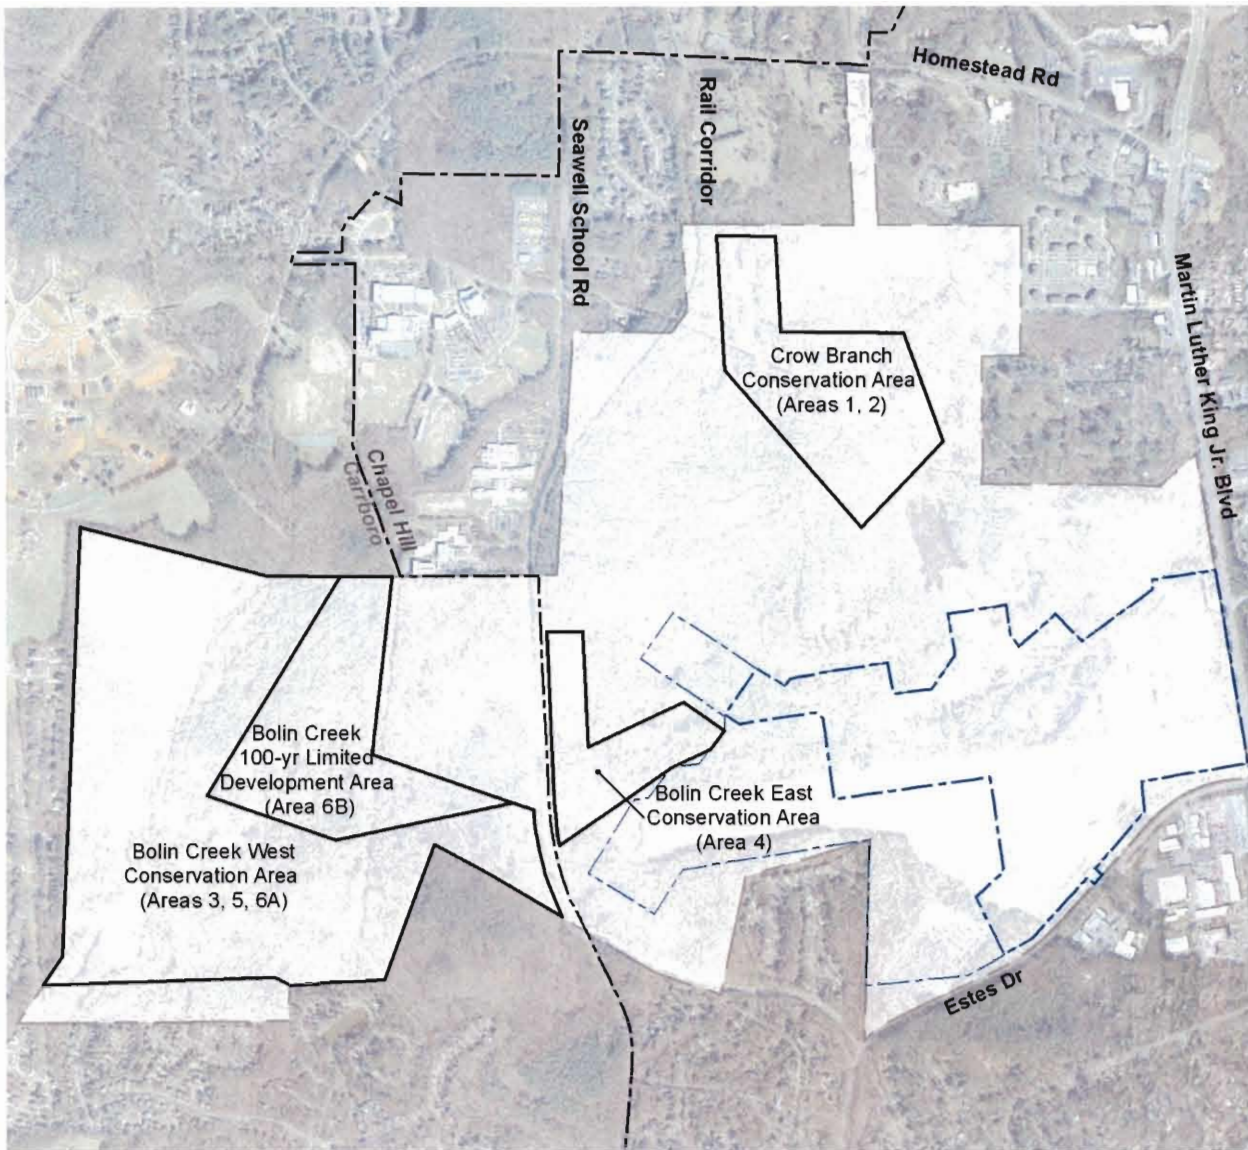 Homestead Rd
Rail Corridor
Seawell School Rd
Martin Luther King Jr. Blvd
Crow Branch
Conservation Area
(Areas 1, 2)
Chapel Hill
Carrboro
Bolin Creek
100-yr Limited
Development Area
(Area 6B)
Bolin Creek East
Conservation Area
(Area 4)
Bolin Creek West
Conservation Area
(Areas 3, 5, 6A)
Estes Dr